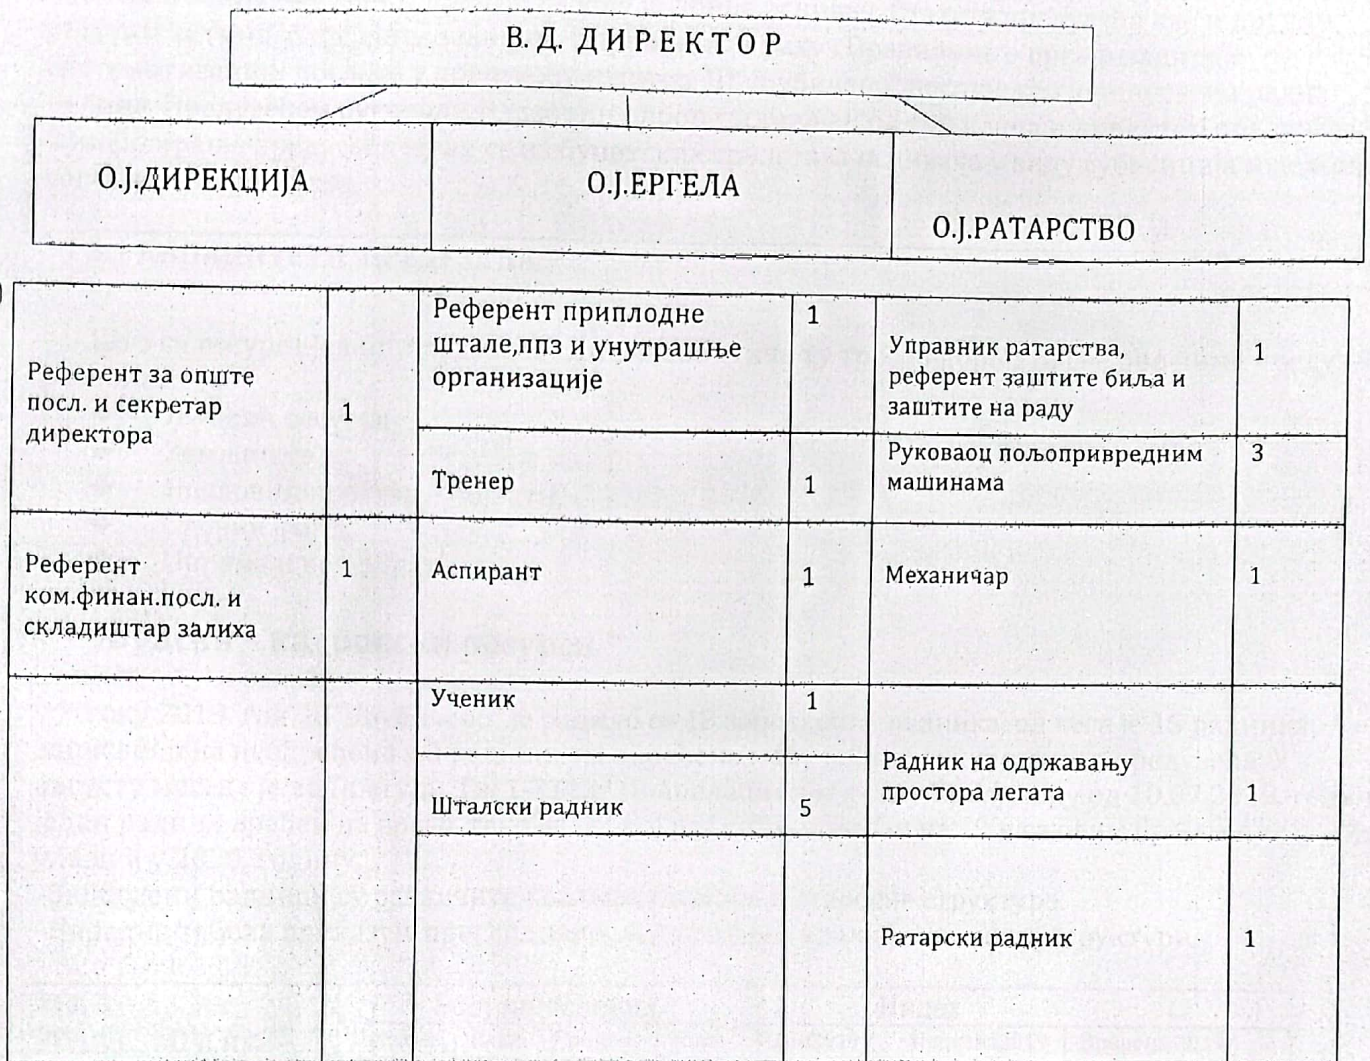 В. Д. Д И Р Е К Т О Р
О.Ј.ДИРЕКЦИЈА
О.Ј.ЕРГЕЛА
О.Ј.РАТАРСТВО
Референт за опште
посл. и секретар
директора
1
Референт приплодне
штале,ппз и унутрашње
организације
1
Управник ратарства,
референт заштите биља и
заштите на раду
1
Тренер
1
Руковаоц пољопривредним
машинама
3
Референт
ком.финан.посл. и
складиштар залиха
1
Аспирант
1
Механичар
1
Ученик
1
Шталски радник
5
Радник на одржавању
простора легата
1
Ратарски радник
1